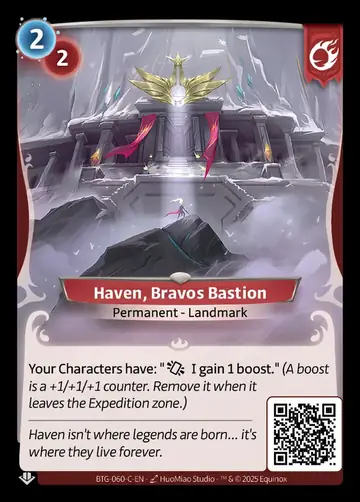 2
2
Haven, Bravos Bastion
Permanent - Landmark
Your Characters have: " I gain 1 boost." (A boost
is a +1/+1/+1 counter. Remove it when it
leaves the Expedition zone.)
Haven isn't where legends are born... it's
where they live forever.
BTG-060-C-EN - HuoMiao Studio - ™ & © 2025 Equinox